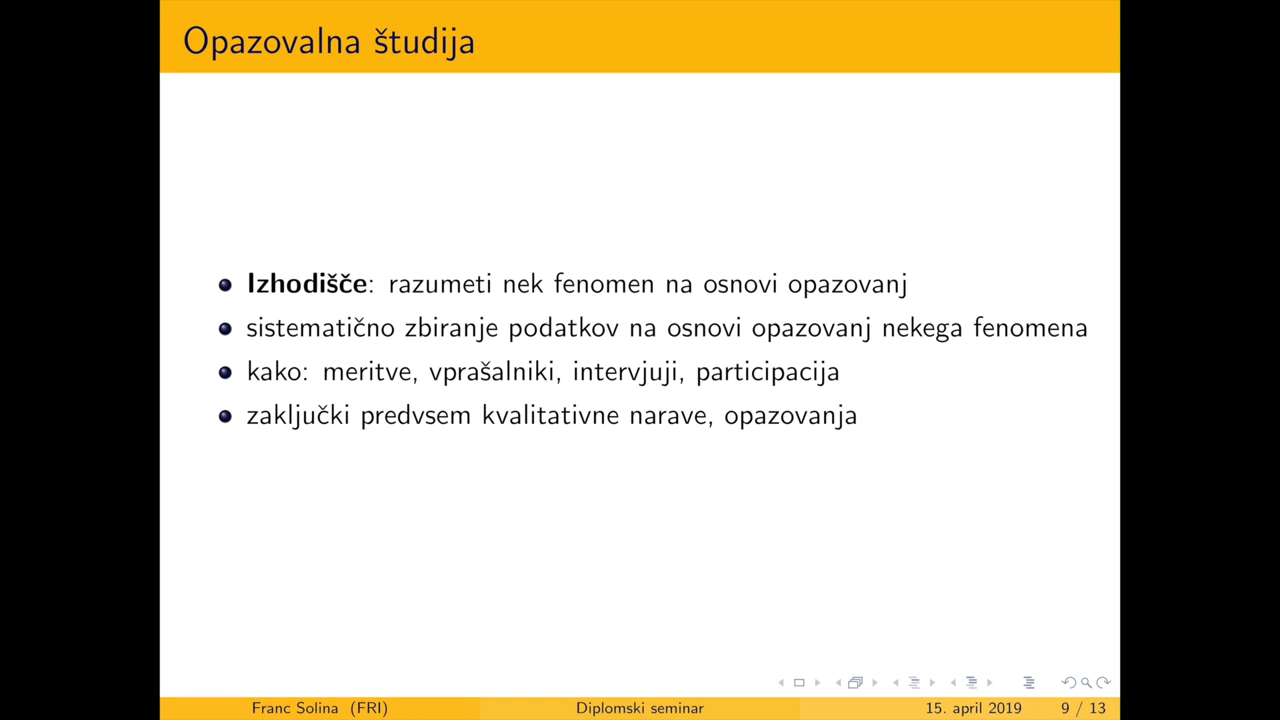 Opazovalna študija
Izhodišče: razumeti nek fenomen na osnovi opazovanj
sistematično zbiranje podatkov na osnovi opazovanj nekega fenomena
kako: meritve, vprašalniki, intervjuji, participacija
zaključki predvsem kvalitativne narave, opazovanja
Franc Solina (FRI) Diplomski seminar 15. april 2019 9 / 13